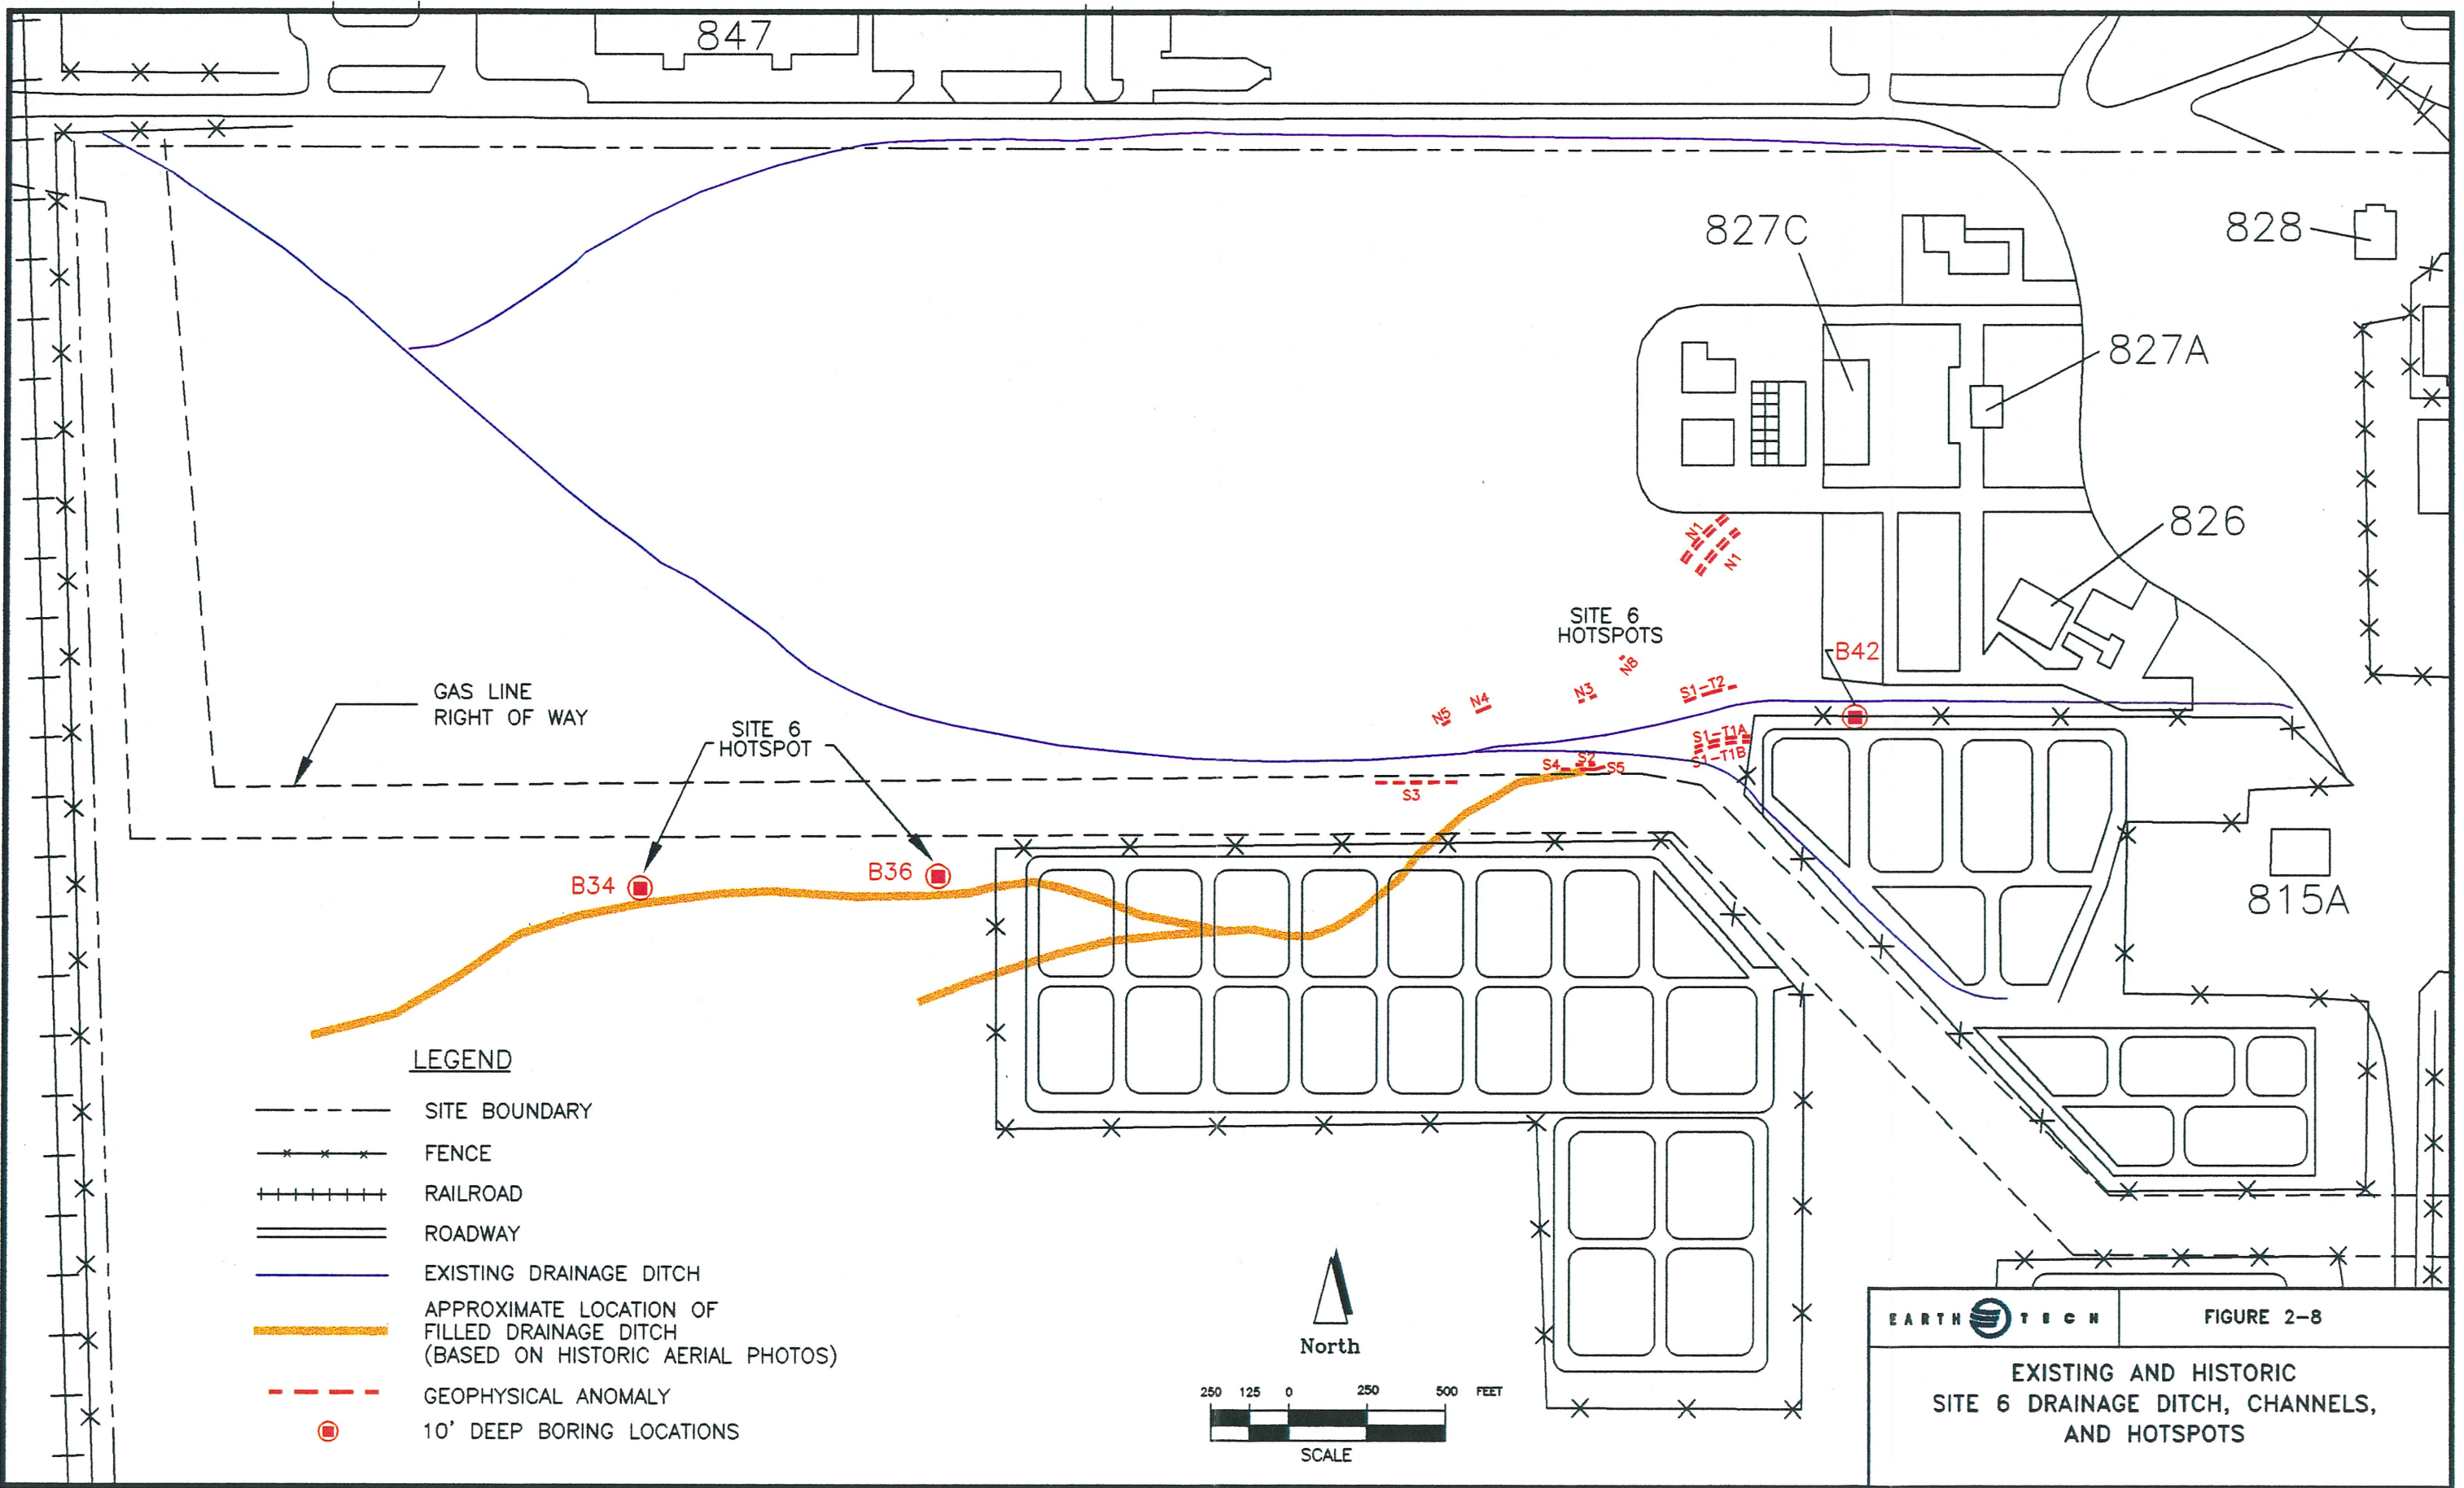 847
827C
828
827A
826
SITE 6
HOTSPOTS
N1
N1
N8
B42
N3
S1-T2
N4
N5
GAS LINE
RIGHT OF WAY
SITE 6
HOTSPOT
S1-T1A
S1-T1B
S2
S4
S5
S3
B34
B36
815A
LEGEND
SITE BOUNDARY
FENCE
RAILROAD
ROADWAY
EXISTING DRAINAGE DITCH
APPROXIMATE LOCATION OF
FILLED DRAINAGE DITCH
(BASED ON HISTORIC AERIAL PHOTOS)
GEOPHYSICAL ANOMALY
10' DEEP BORING LOCATIONS
North
250 125 0 250 500 FEET
SCALE
EARTH TECH
FIGURE 2-8
EXISTING AND HISTORIC
SITE 6 DRAINAGE DITCH, CHANNELS,
AND HOTSPOTS